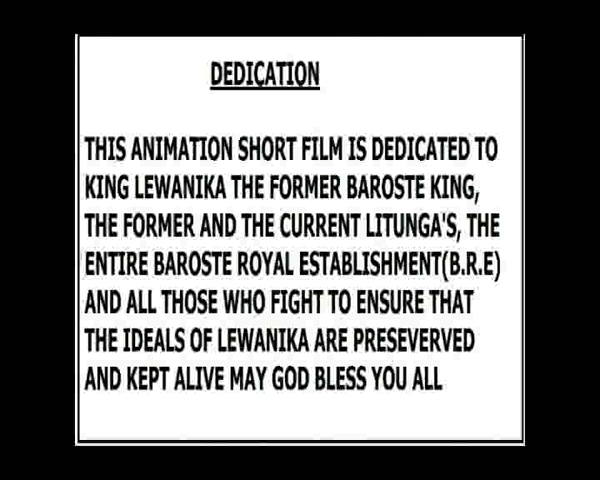 DEDICATION
THIS ANIMATION SHORT FILM IS DEDICATED TO
KING LEWANIKA THE FORMER BAROSTE KING,
THE FORMER AND THE CURRENT LITUNGA'S, THE
ENTIRE BAROSTE ROYAL ESTABLISHMENT(B.R.E)
AND ALL THOSE WHO FIGHT TO ENSURE THAT
THE IDEALS OF LEWANIKA ARE PRESEVERVED
AND KEPT ALIVE MAY GOD BLESS YOU ALL